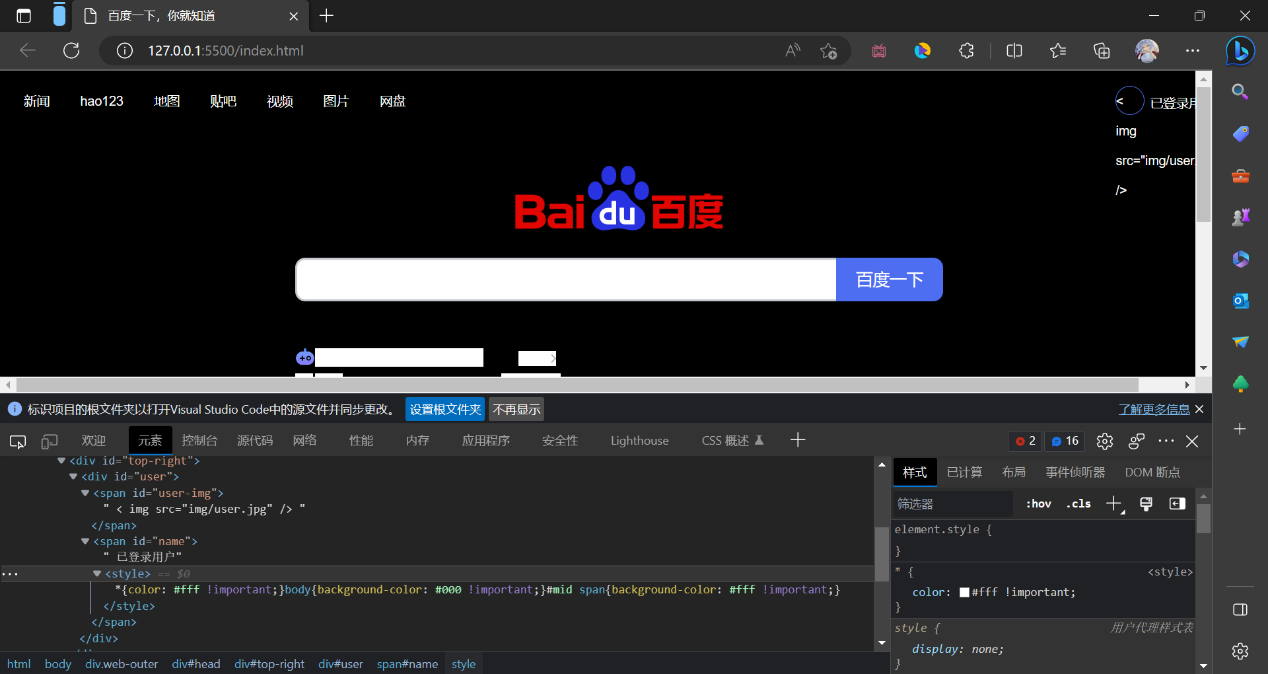 百度一下，你就知道
127.0.0.1:5500/index.html
新闻 hao123 地图 贴吧 视频 图片 网盘
< 已登录用
img
src="img/user.
/>
Bai du 百度
百度一下
标识项目的根文件夹以打开Visual Studio Code中的源文件并同步更改。 设置根文件夹 不再显示 了解更多信息
欢迎 元素 控制台 源代码 网络 性能 内存 应用程序 安全性 Lighthouse CSS 概述 2 16
<div id="top-right">
<div id="user">
<span id="user-img">
" < img src="img/user.jpg" /> "
</span>
<span id="name">
" 已登录用户"
<style> == $0
*{color: #fff !important;}body{background-color: #000 !important;}#mid span{background-color: #fff !important;}
</style>
</span>
</div>
html body div.web-outer div#head div#top-right div#user span#name style
样式 已计算 布局 事件侦听器 DOM 断点
筛选器 :hov .cls
element.style {
}
* { <style>
color: #fff !important;
}
style { 用户代理样式表
display: none;
}